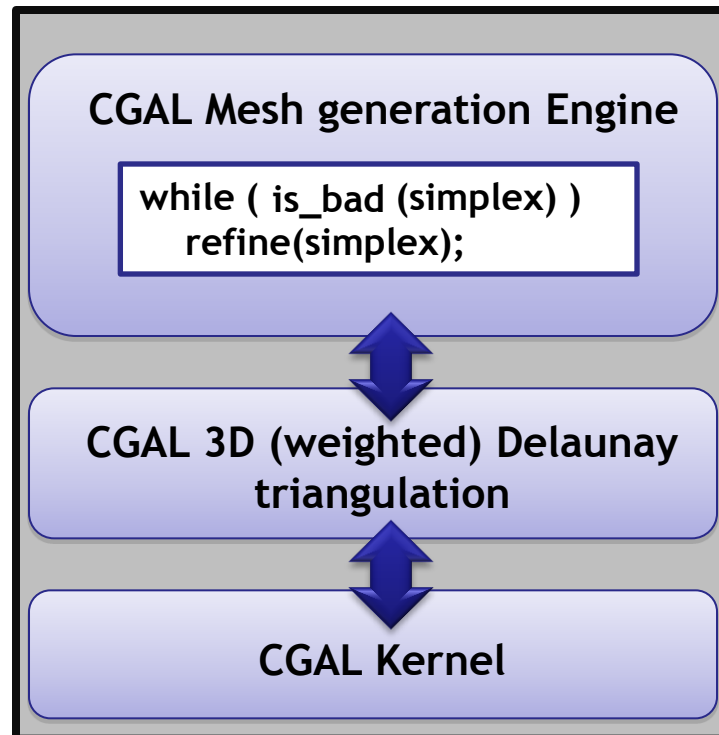 CGAL Mesh generation Engine
while ( is_bad (simplex) )
refine(simplex);
CGAL 3D (weighted) Delaunay
triangulation
CGAL Kernel